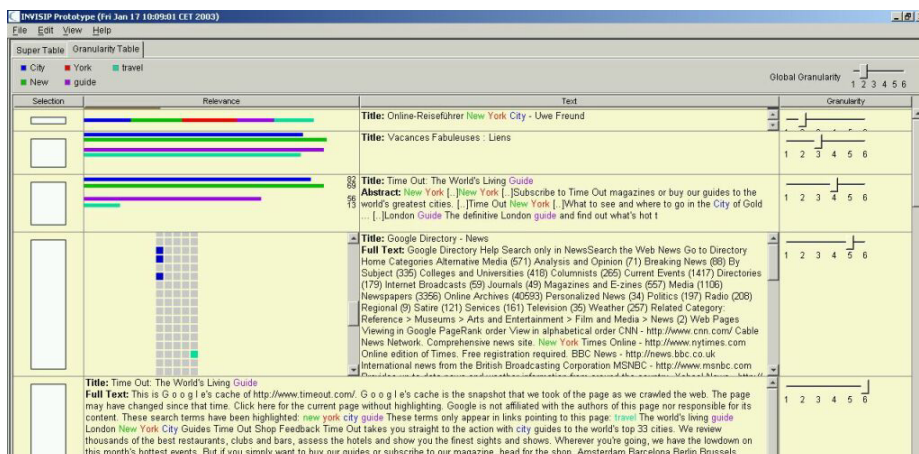 INVISIP Prototype (Fri Jan 17 10:09:01 CET 2003)
File Edit View Help
Super Table Granularity Table
City York travel
New guide
Global Granularity
1 2 3 4 5 6
Selection Relevance Text Granularity
Title: Online-Reiseführer New York City - Uwe Freund
Title: Vacances Fabuleuses : Liens
1 2 3 4 5 6
82 Title: Time Out: The World's Living Guide
69 Abstract: New York [..]New York [..]Subscribe to Time Out magazines or buy our guides to the
56 world's greatest cities. [..]Time Out New York [..]What to see and where to go in the City of Gold
13 ... [..]London Guide The definitive London guide and find out what's hot t
1 2 3 4 5 6
Title: Google Directory - News
Full Text: Google Directory Help Search only in NewsSearch the Web News Go to Directory
1 2 3 4 5 6
Home Categories Alternative Media (571) Analysis and Opinion (71) Breaking News (88) By
Subject (335) Colleges and Universities (418) Columnists (265) Current Events (1417) Directories
(179) Internet Broadcasts (59) Journals (49) Magazines and E-zines (557) Media (1106)
Newspapers (3356) Online Archives (40593) Personalized News (34) Politics (197) Radio (208)
Regional (9) Satire (121) Services (161) Television (35) Weather (257) Related Category:
Reference > Museums > Arts and Entertainment > Film and Media > News (2) Web Pages
Viewing in Google PageRank order View in alphabetical order CNN - http://www.cnn.com/ Cable
News Network. Comprehensive news site. New York Times Online - http://www.nytimes.com
Online edition of Times. Free registration required. BBC News - http://news.bbc.co.uk
International news from the British Broadcasting Corporation MSNBC - http://www.msnbc.com
Title: Time Out: The World's Living Guide
Full Text: This is G o o g l e's cache of http://www.timeout.com/. G o o g l e's cache is the snapshot that we took of the page as we crawled the web. The page
1 2 3 4 5 6
may have changed since that time. Click here for the current page without highlighting. Google is not affiliated with the authors of this page nor responsible for its
content. These search terms have been highlighted: new york city guide These terms only appear in links pointing to this page: travel The world's living guide
London New York City Guides Time Out Shop Feedback Time Out takes you straight to the action with city guides to the world's top 33 cities. We review
thousands of the best restaurants, clubs and bars, assess the hotels and show you the finest sights and shows. Wherever you're going, we have the lowdown on
this month's hottest events. But if you simply want to buy our guides or subscribe to our magazine, head for the shop. Amsterdam Barcelona Berlin Brussels